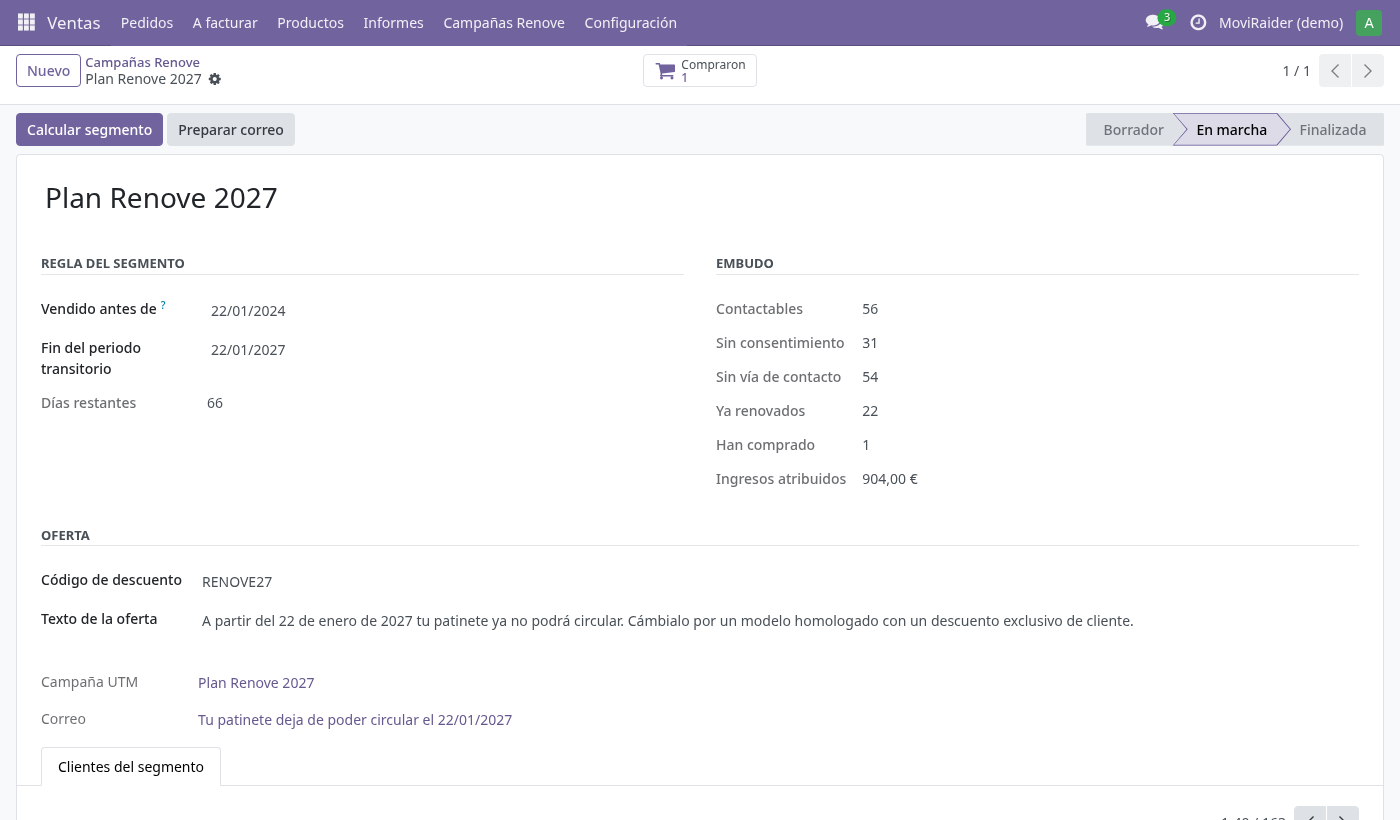 Ventas Pedidos A facturar Productos Informes Campañas Renove Configuración 3 MoviRaider (demo) A
Nuevo Campañas Renove Compraron
Plan Renove 2027 1 1 / 1
Calcular segmento Preparar correo Borrador En marcha Finalizada
Plan Renove 2027
REGLA DEL SEGMENTO
Vendido antes de ? 22/01/2024
Fin del periodo transitorio 22/01/2027
Días restantes 66
EMBUDO
Contactables 56
Sin consentimiento 31
Sin vía de contacto 54
Ya renovados 22
Han comprado 1
Ingresos atribuidos 904,00 €
OFERTA
Código de descuento RENOVE27
Texto de la oferta A partir del 22 de enero de 2027 tu patinete ya no podrá circular. Cámbialo por un modelo homologado con un descuento exclusivo de cliente.
Campaña UTM Plan Renove 2027
Correo Tu patinete deja de poder circular el 22/01/2027
Clientes del segmento